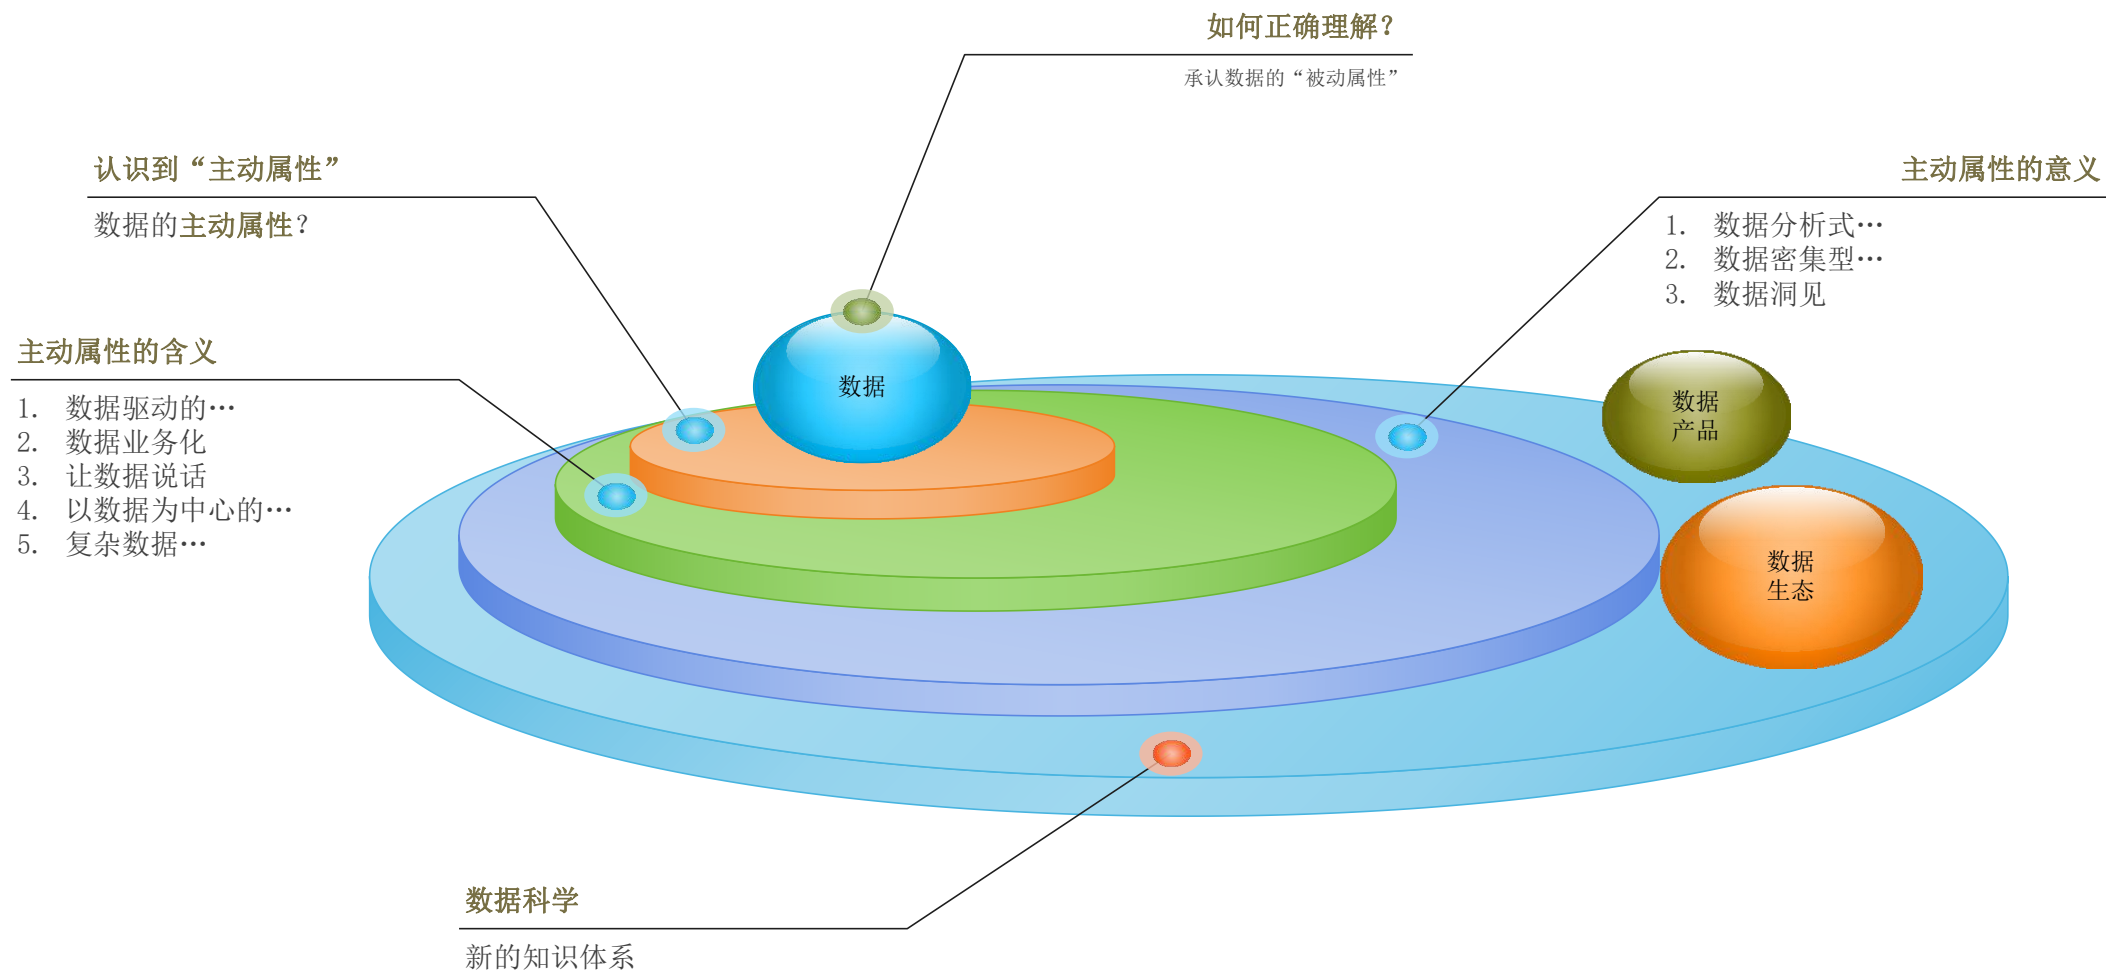 如何正确理解？
承认数据的“被动属性”
认识到“主动属性”
数据的主动属性？
主动属性的意义
1. 数据分析式…
2. 数据密集型…
3. 数据洞见
主动属性的含义
1. 数据驱动的…
2. 数据业务化
3. 让数据说话
4. 以数据为中心的…
5. 复杂数据…
数据
数据
产品
数据
生态
数据科学
新的知识体系